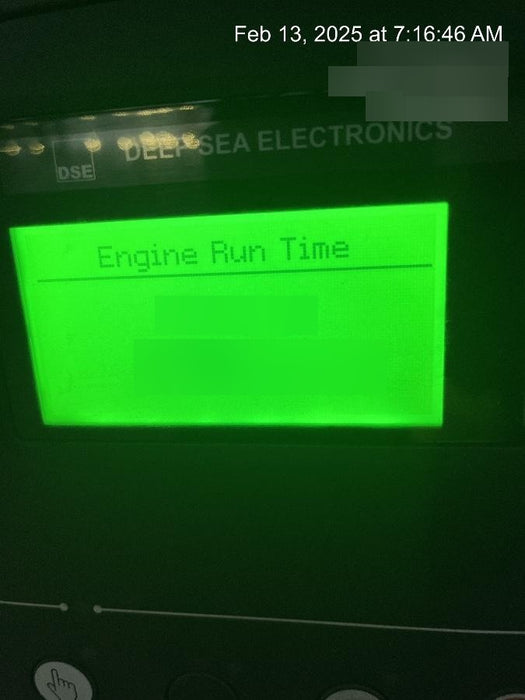 Feb 13, 2025 at 7:16:46 AM
DEEP SEA ELECTRONICS
DSE
Engine Run Time